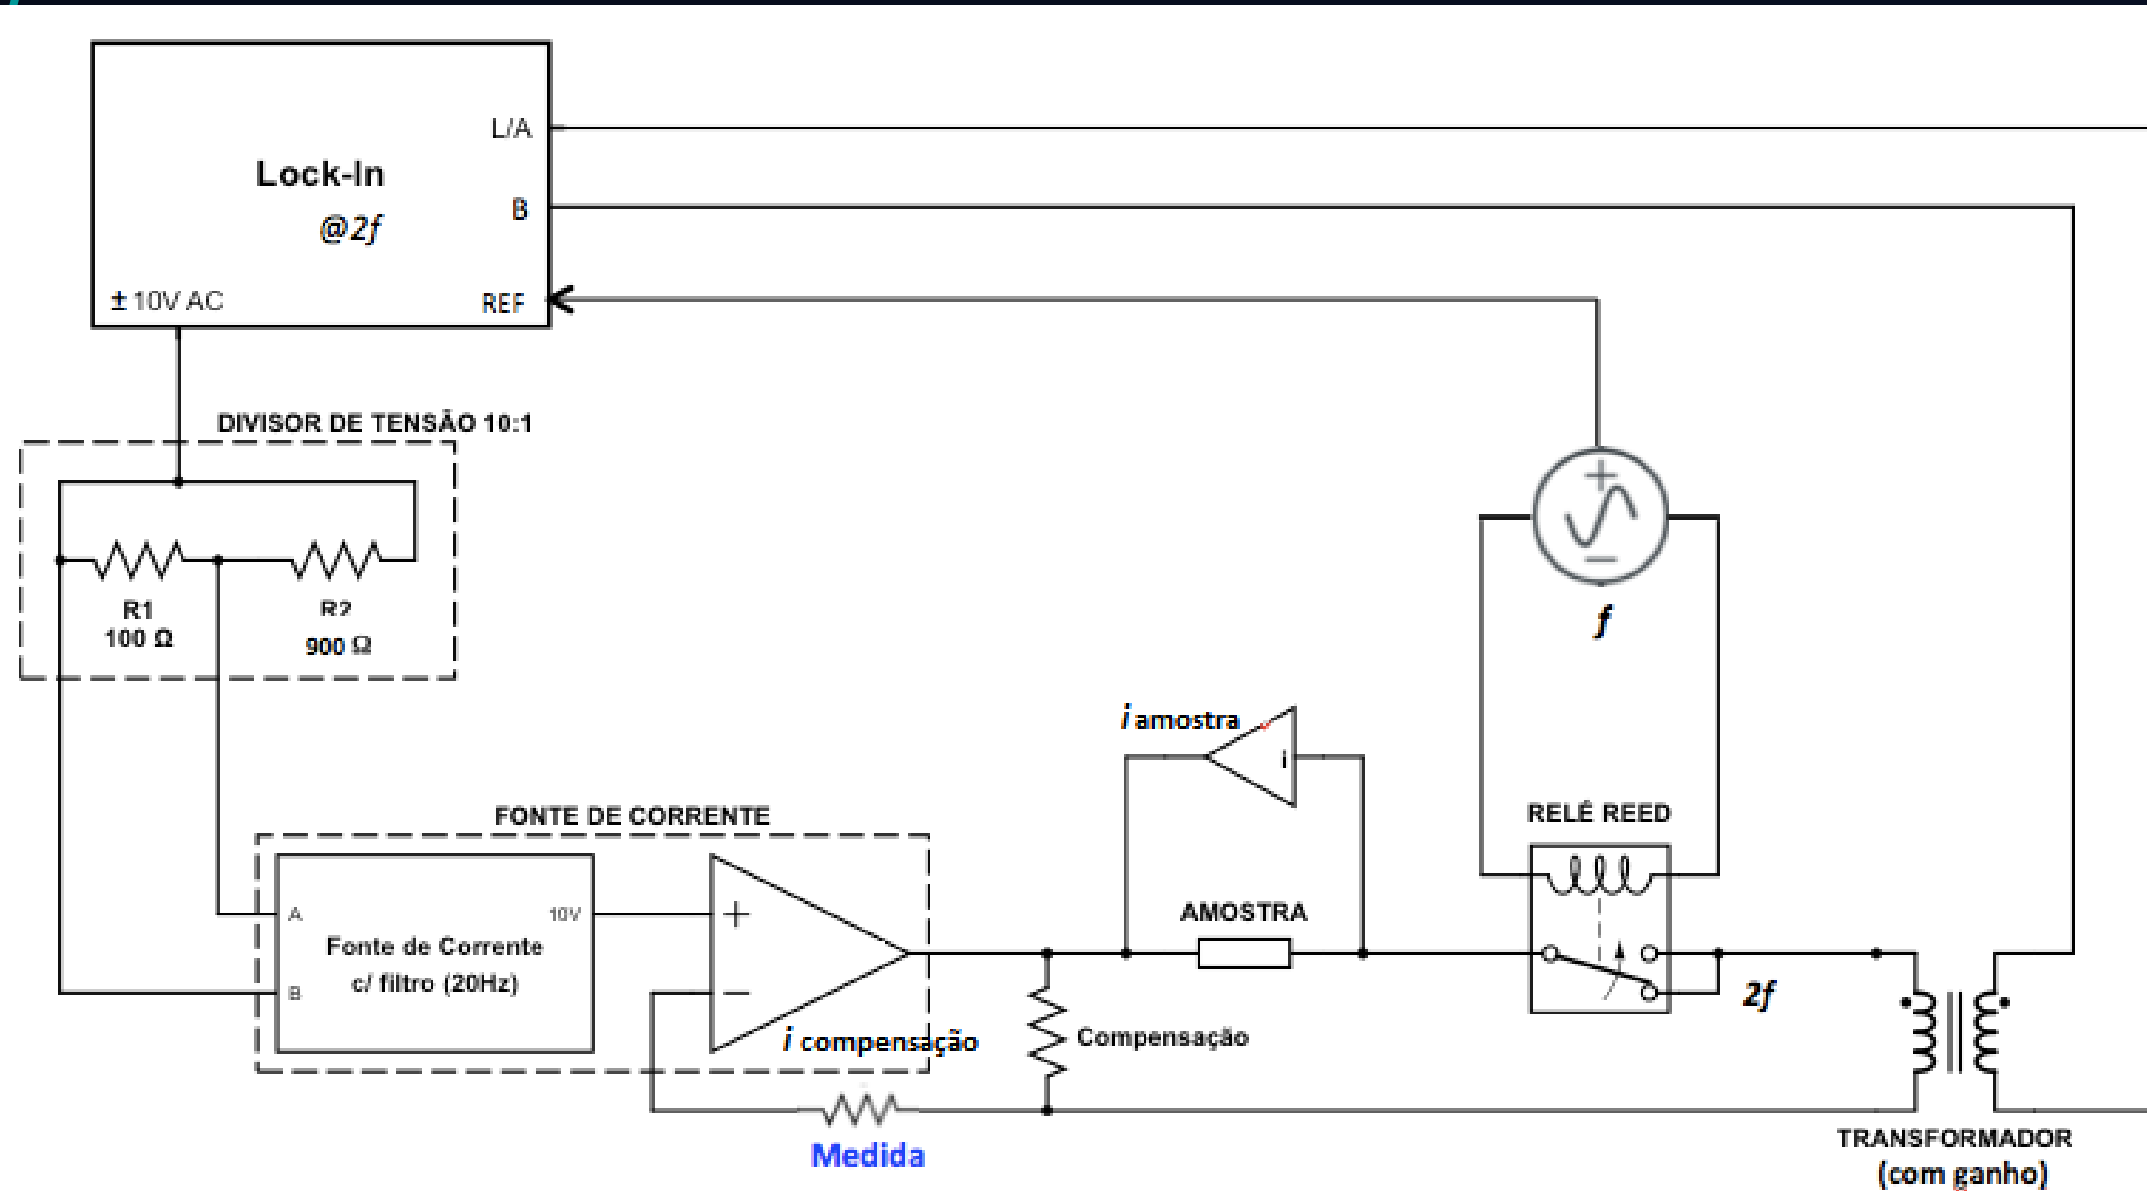 L/A
Lock-In
@2f
B
± 10V AC
REF
DIVISOR DE TENSÃO 10:1
R1
100 Ω
R2
900 Ω
f
i amostra
i
RELÉ REED
FONTE DE CORRENTE
A
10V
Fonte de Corrente
c/ filtro (20Hz)
B
AMOSTRA
2f
i compensação
Compensação
Medida
TRANSFORMADOR
(com ganho)